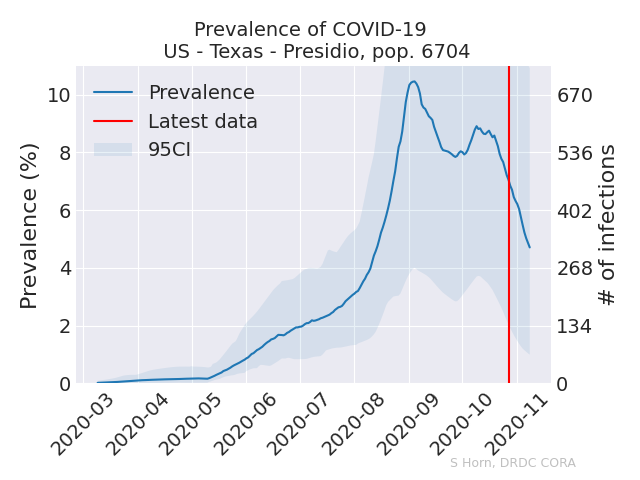 Prevalence of COVID-19
US - Texas - Presidio, pop. 6704
Prevalence (%)
10
8
6
4
2
0
Prevalence
Latest data
95CI
670
536
402
268
134
0
# of infections
2020-03
2020-04
2020-05
2020-06
2020-07
2020-08
2020-09
2020-10
2020-11
S Horn, DRDC CORA